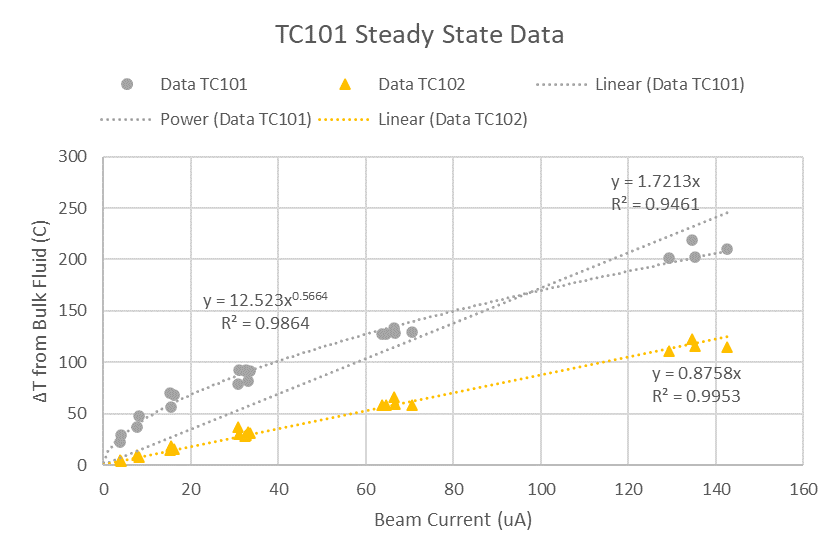 TC101 Steady State Data
Data TC101 Data TC102 Linear (Data TC101)
Power (Data TC101) Linear (Data TC102)
300
250
200
150
100
50
0
ΔT from Bulk Fluid (C)
y = 1.7213x
R² = 0.9461
y = 12.523x^0.5664
R² = 0.9864
y = 0.8758x
R² = 0.9953
0 20 40 60 80 100 120 140 160
Beam Current (uA)